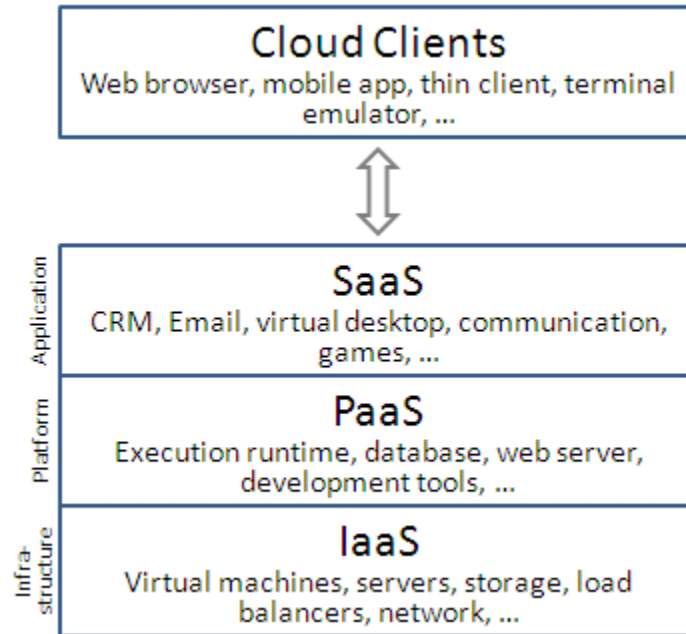 Cloud Clients
Web browser, mobile app, thin client, terminal
emulator, ...
Application
SaaS
CRM, Email, virtual desktop, communication,
games, ...
Platform
PaaS
Execution runtime, database, web server,
development tools, ...
Infra-
structure
IaaS
Virtual machines, servers, storage, load
balancers, network, ...